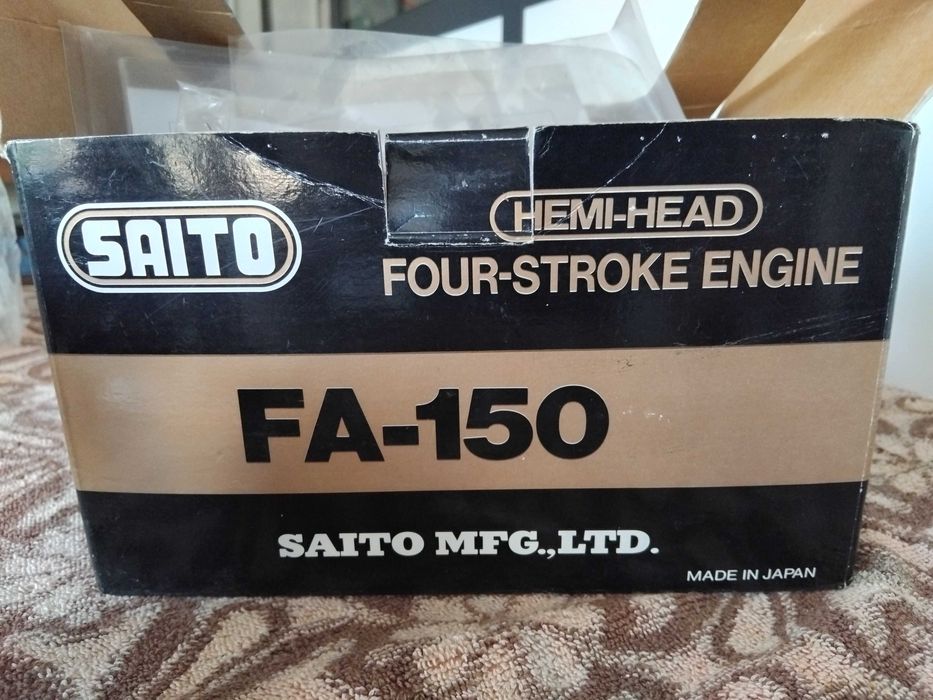 SAITO
HEMI-HEAD
FOUR-STROKE ENGINE
FA-150
SAITO MFG.,LTD.
MADE IN JAPAN